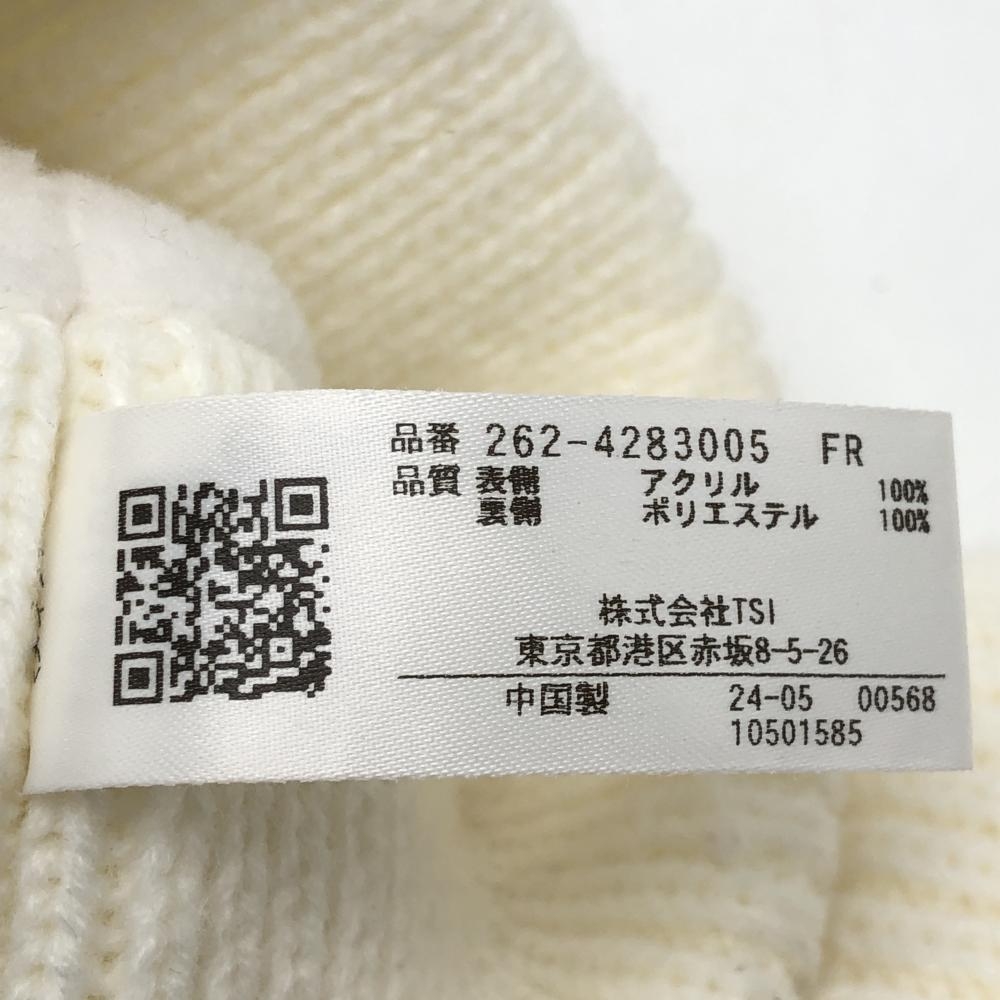 品番 262-4283005 FR
品質 表側 アクリル 100%
裏側 ポリエステル 100%
株式会社TSI
東京都港区赤坂8-5-26
中国製 24-05 00568
10501585